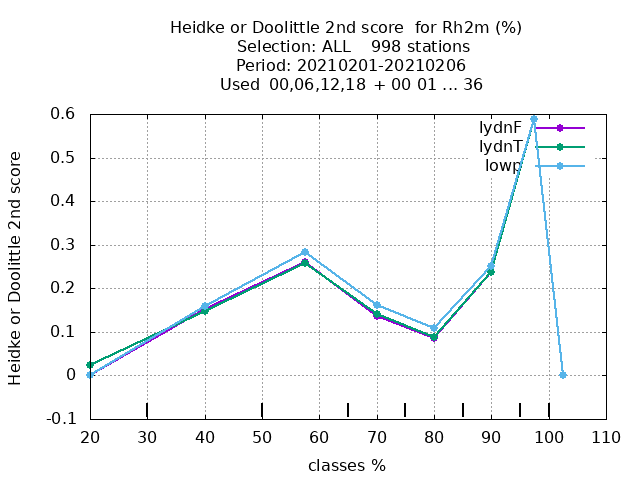 Heidke or Doolittle 2nd score  for Rh2m (%)
Selection: ALL    998 stations
Period: 20210201-20210206
Used  00,06,12,18  + 00 01 ... 36
lydnF
lydnT
lowp
0.6
0.5
0.4
0.3
0.2
0.1
0
-0.1
Heidke or Doolittle 2nd score
20 30 40 50 60 70 80 90 100 110
classes %